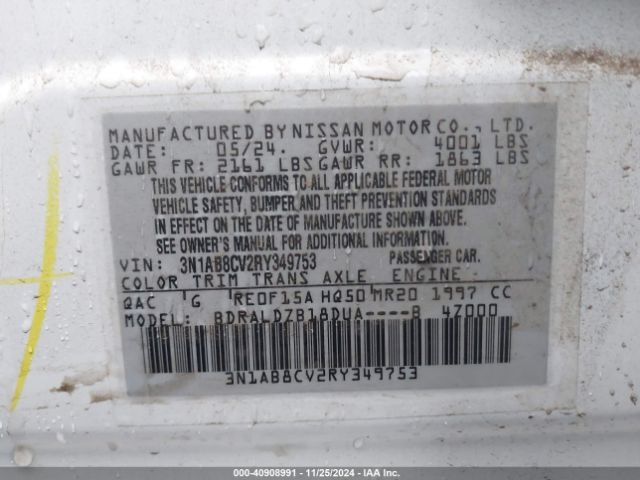 MANUFACTURED BY NISSAN MOTOR CO., LTD.
DATE: 05/24. GVWR: 4001 LBS
GAWR FR: 2161 LBS GAWR RR: 1863 LBS
THIS VEHICLE CONFORMS TO ALL APPLICABLE FEDERAL MOTOR
VEHICLE SAFETY, BUMPER AND THEFT PREVENTION STANDARDS
IN EFFECT ON THE DATE OF MANUFACTURE SHOWN ABOVE.
SEE OWNER'S MANUAL FOR ADDITIONAL INFORMATION.
VIN: 3N1AB8CV2RY349753 PASSENGER CAR.
COLOR TRIM TRANS AXLE ENGINE
QAC G RE0F15A HQ50 MR20 1997 CC
MODEL BDRALDZB18DUA----B 4Z000
3N1AB8CV2RY349753
000-40908991 - 11/25/2024 - IAA Inc.